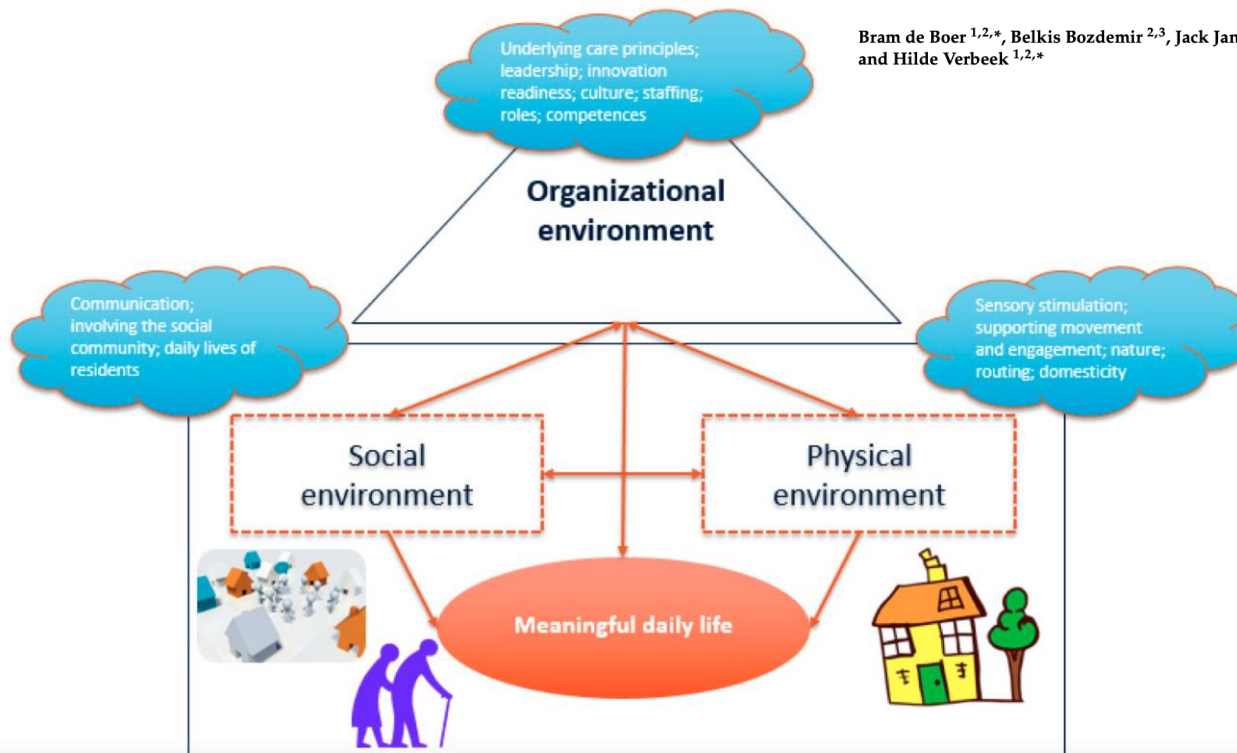 Bram de Boer 1,2,*, Belkis Bozdemir 2,3, Jack Jan
and Hilde Verbeek 1,2,*
Underlying care principles;
leadership; innovation
readiness; culture; staffing;
roles; competences
Organizational
environment
Communication;
involving the social
community; daily lives of
residents
Sensory stimulation;
supporting movement
and engagement; nature;
routing; domesticity
Social
environment
Physical
environment
Meaningful daily life